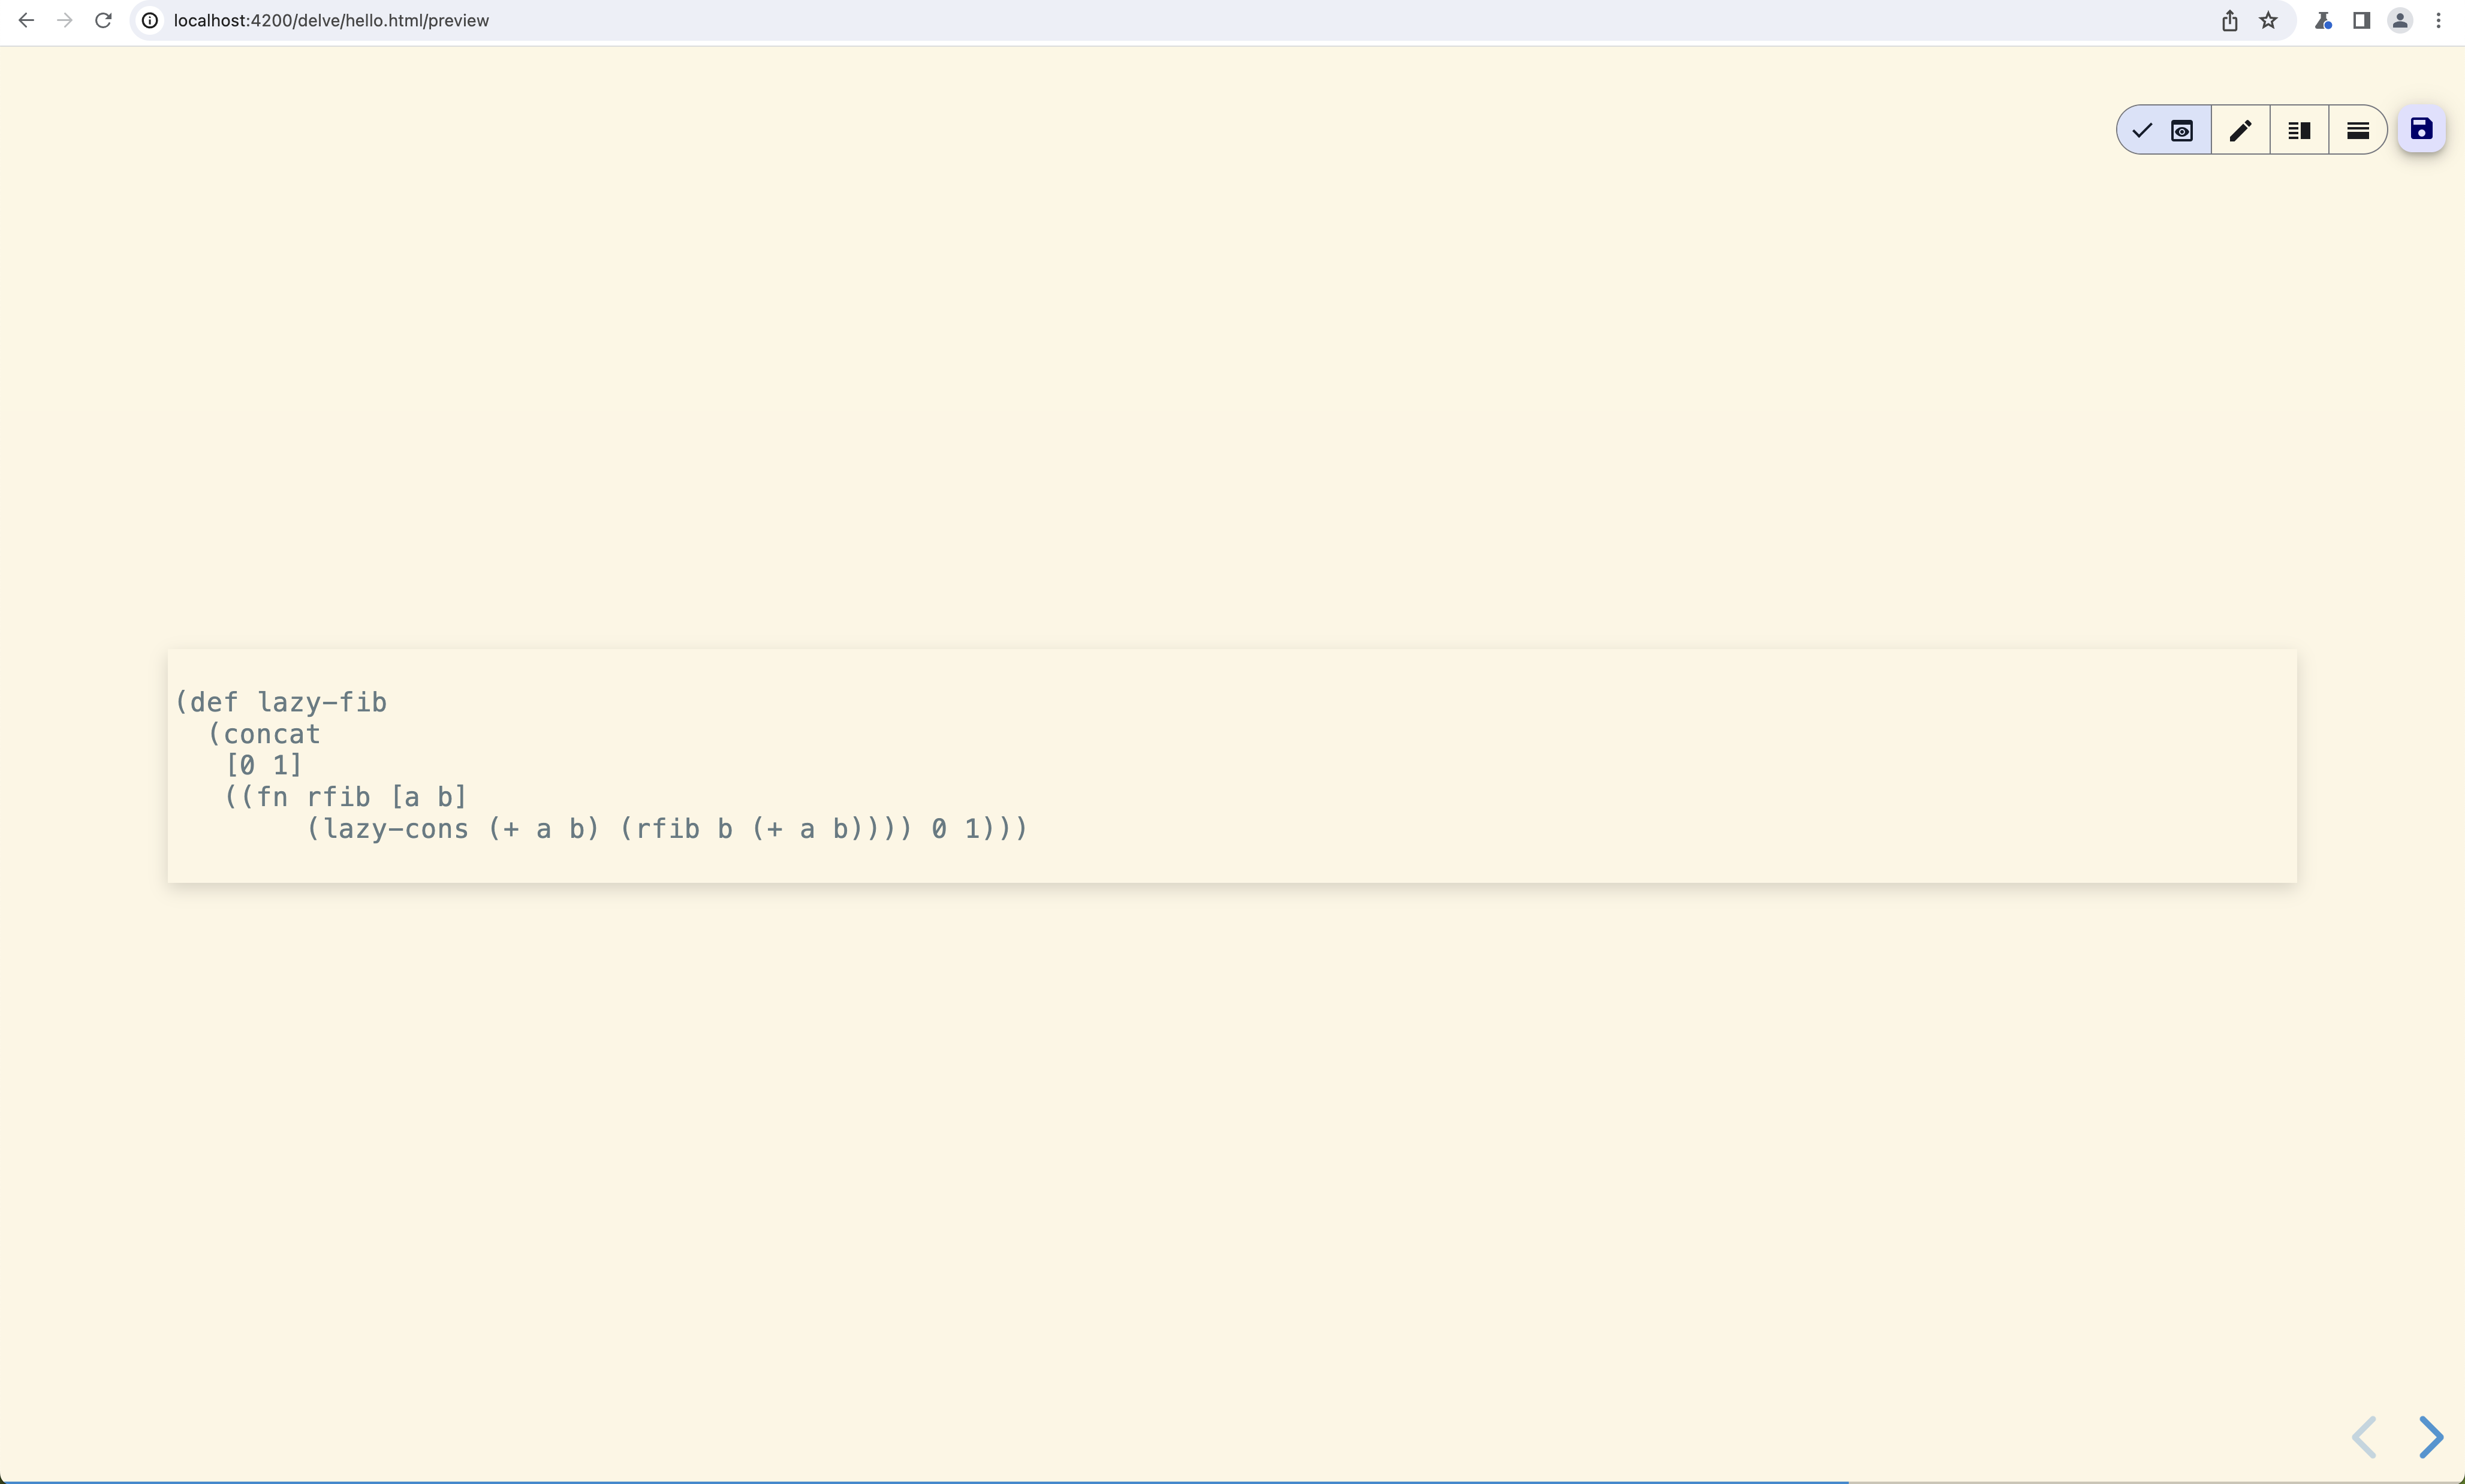 localhost:4200/delve/hello.html/preview
(def lazy-fib
  (concat
   [0 1]
   ((fn rfib [a b]
        (lazy-cons (+ a b) (rfib b (+ a b)))) 0 1)))